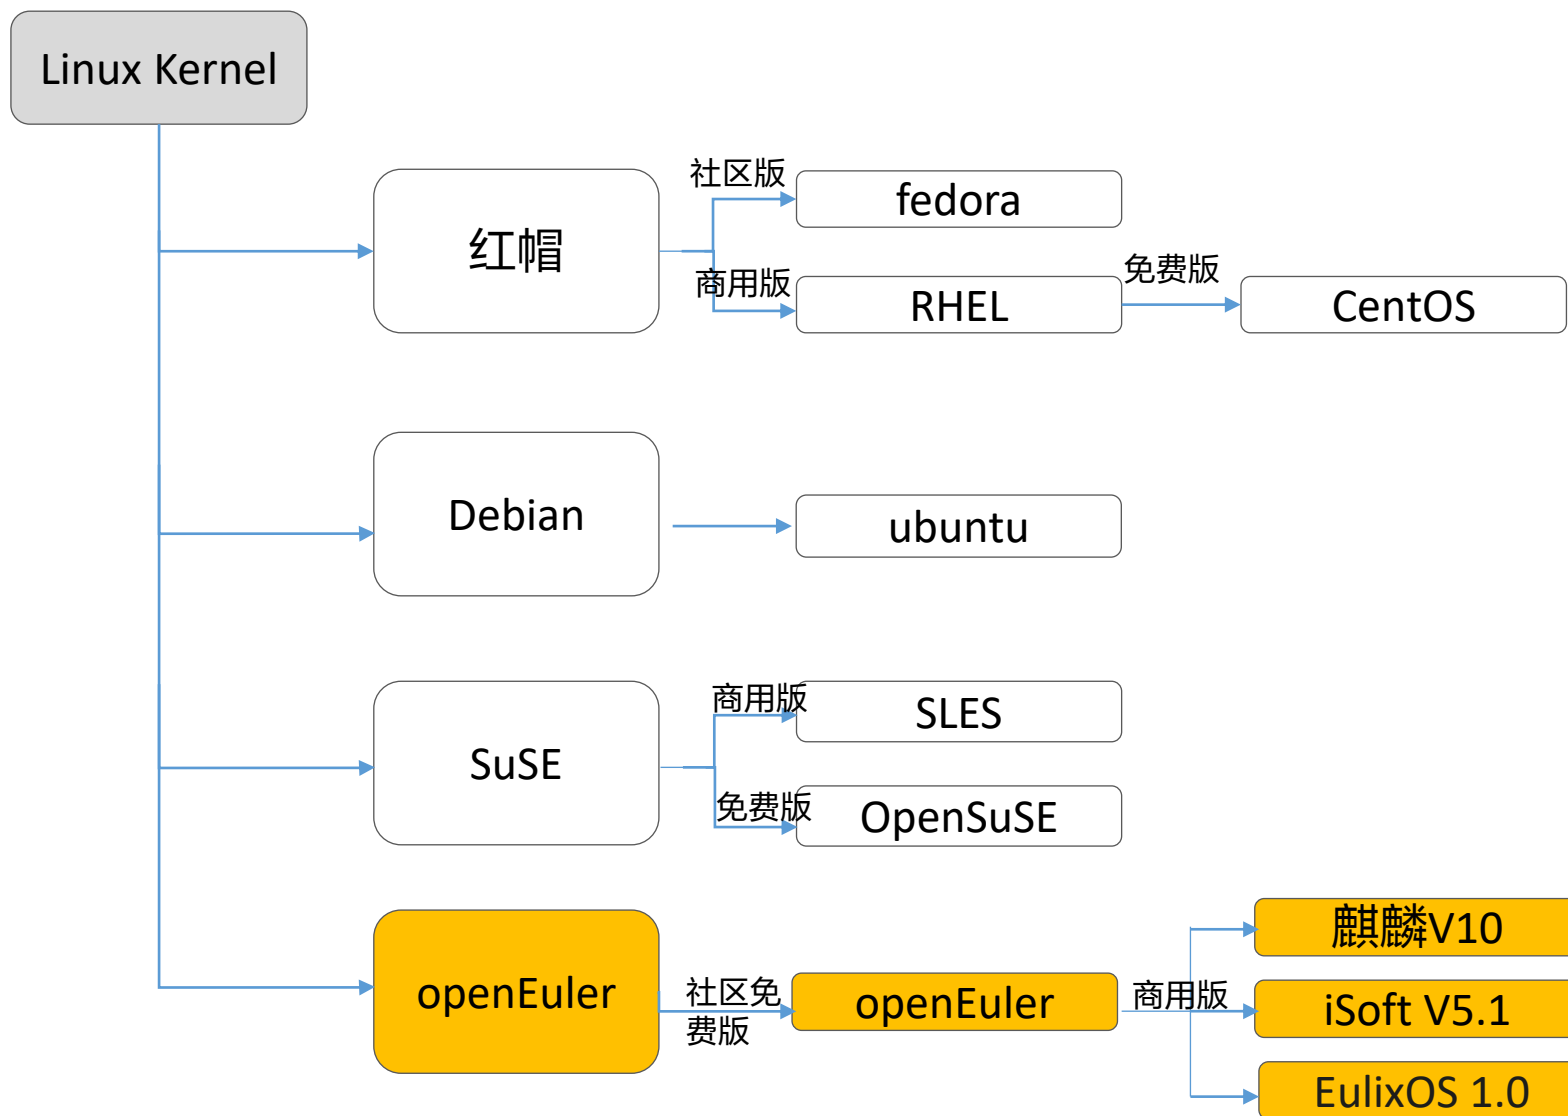 Linux Kernel
红帽
社区版
fedora
商用版
RHEL
免费版
CentOS
Debian
ubuntu
SuSE
商用版
SLES
免费版
OpenSuSE
openEuler
社区免
费版
openEuler
商用版
麒麟V10
iSoft V5.1
EulixOS 1.0